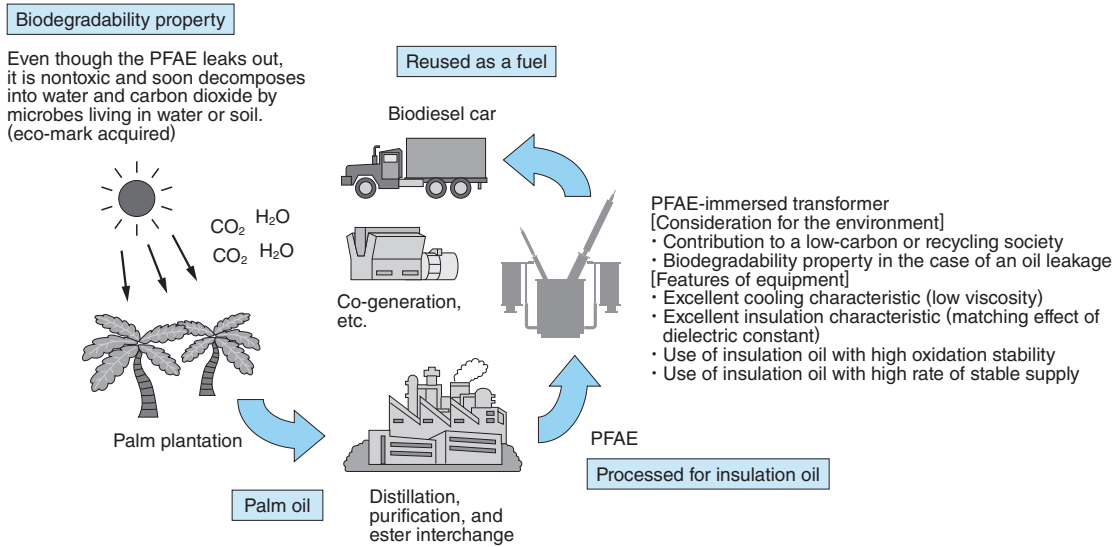 Biodegradability property
Even though the PFAE leaks out,
it is nontoxic and soon decomposes
into water and carbon dioxide by
microbes living in water or soil.
(eco-mark acquired)
Reused as a fuel
Biodiesel car
CO₂ H₂O
CO₂ H₂O
Co-generation,
etc.
PFAE-immersed transformer
[Consideration for the environment]
・Contribution to a low-carbon or recycling society
・Biodegradability property in the case of an oil leakage
[Features of equipment]
・Excellent cooling characteristic (low viscosity)
・Excellent insulation characteristic (matching effect of
dielectric constant)
・Use of insulation oil with high oxidation stability
・Use of insulation oil with high rate of stable supply
Palm plantation
PFAE
Processed for insulation oil
Palm oil
Distillation,
purification, and
ester interchange